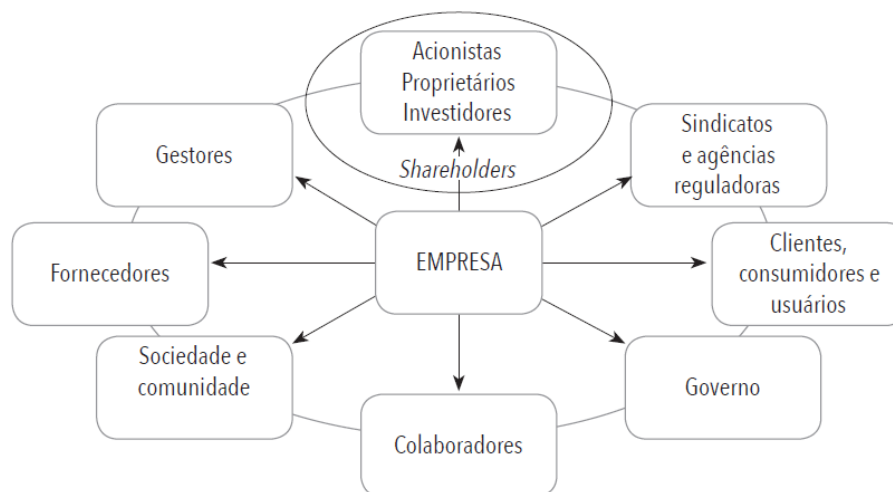 Acionistas
Proprietários
Investidores
Shareholders
Gestores
Sindicatos
e agências
reguladoras
Fornecedores
EMPRESA
Clientes,
consumidores e
usuários
Sociedade e
comunidade
Colaboradores
Governo